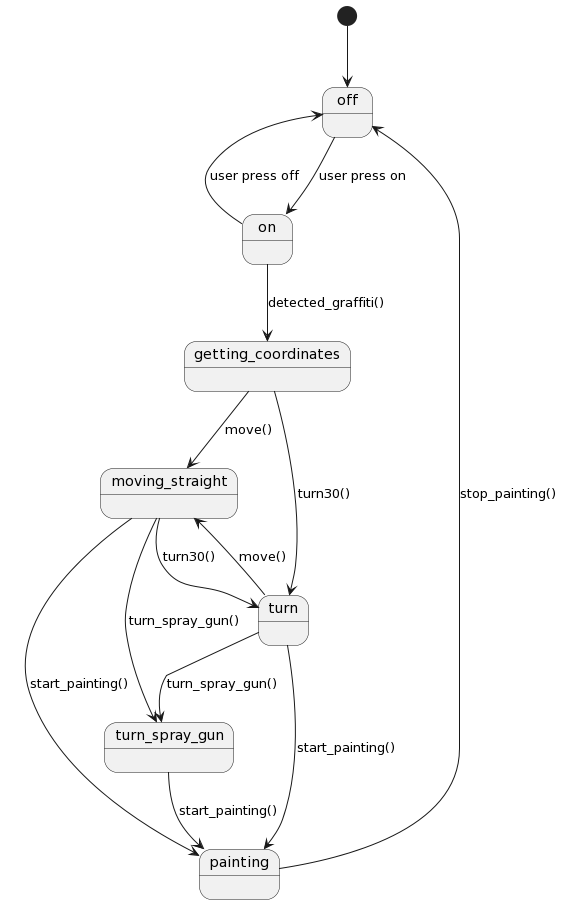 off
user press off
user press on
on
detected_graffiti()
getting_coordinates
move()
moving_straight
turn30()
stop_painting()
turn30()
move()
turn
turn_spray_gun()
start_painting()
turn_spray_gun()
turn_spray_gun
start_painting()
start_painting()
painting